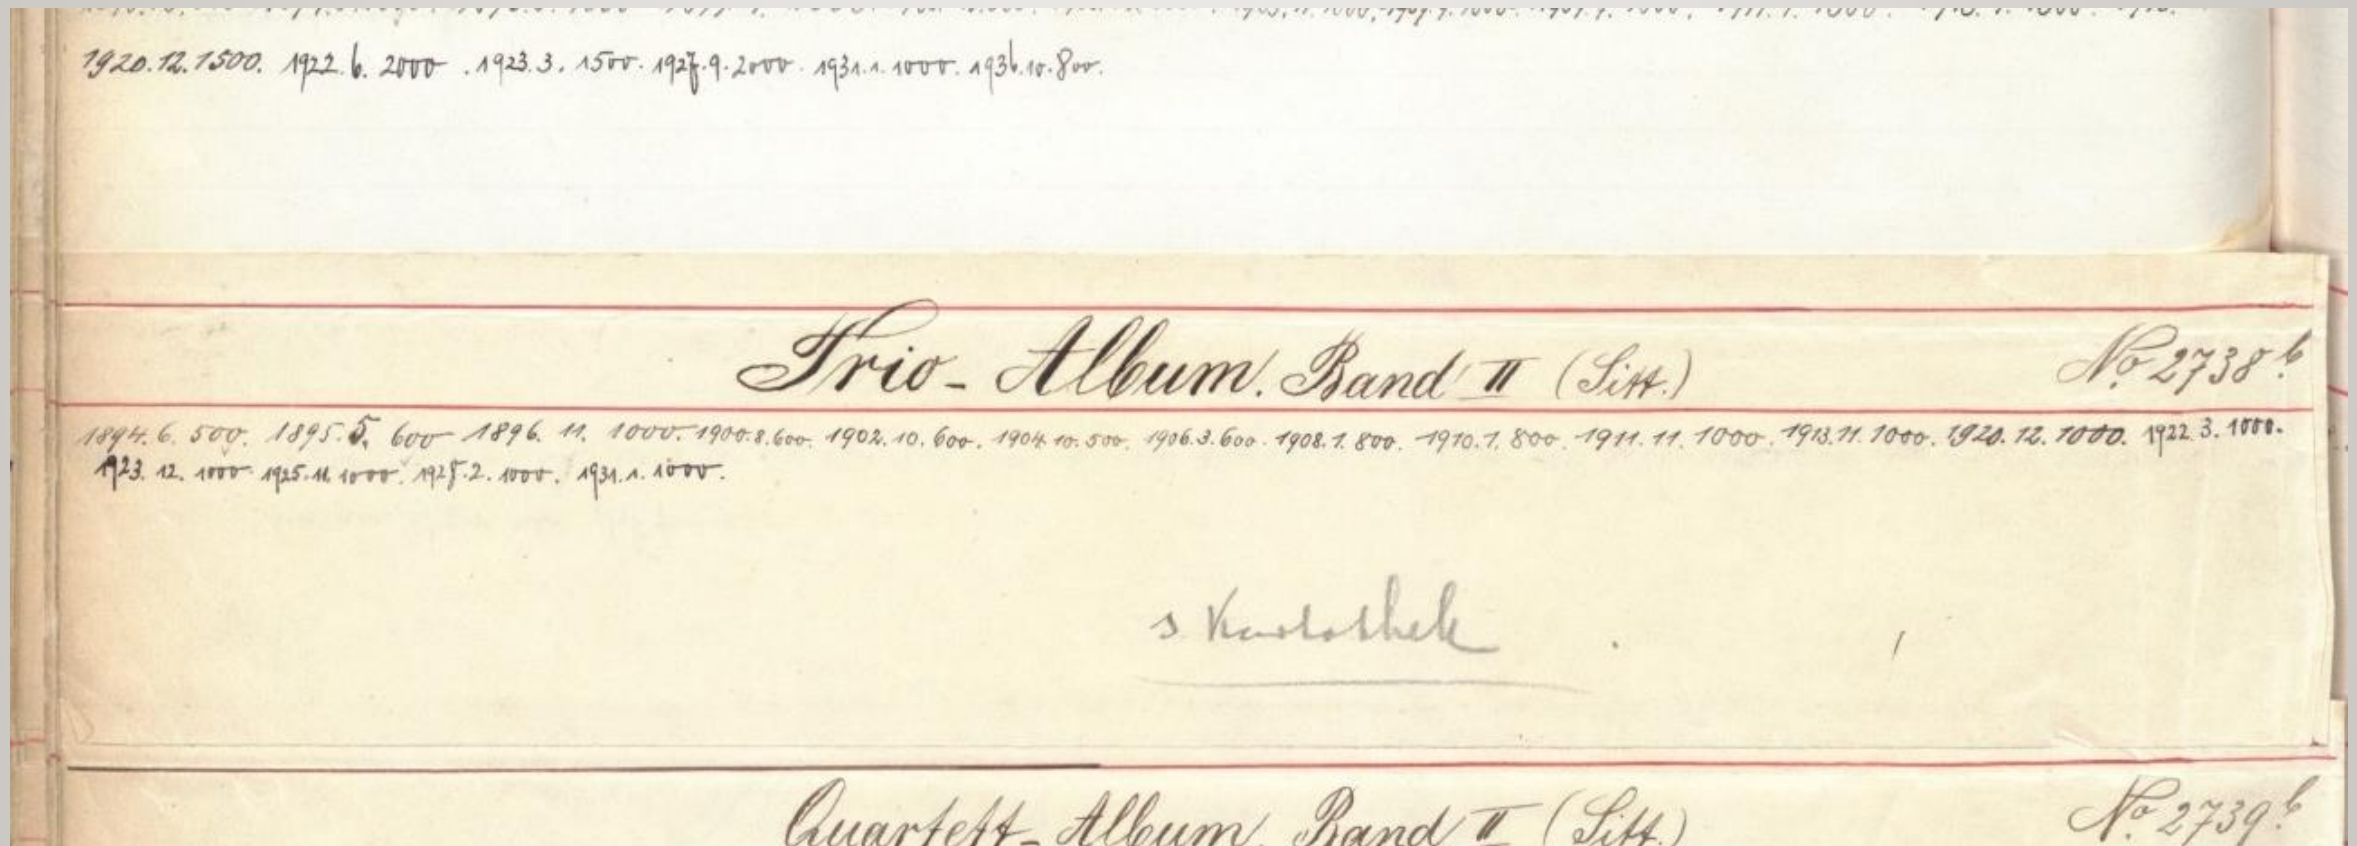 1920.12.1500. 1922.6. 2000. 1923.3. 1500. 1927.9.2000. 1931.1.1000. 1936.10.800.
Trio-Album. Band II (Sitt.) No. 2738 b.
1894.6. 500. 1895.5. 600 1896. 11. 1000. 1900.8.600. 1902.10.600. 1904.10.500. 1906.3.600. 1908.1.800. 1910.1.800. 1911.11.1000. 1913.11.1000. 1920.12.1000. 1922.3.1000.
1923. 12. 1000 1925.11.1000. 1928.2.1000. 1931.1.1000.
s. Kartothek
Quartett-Album. Band II (Sitt.) No. 2739 b.